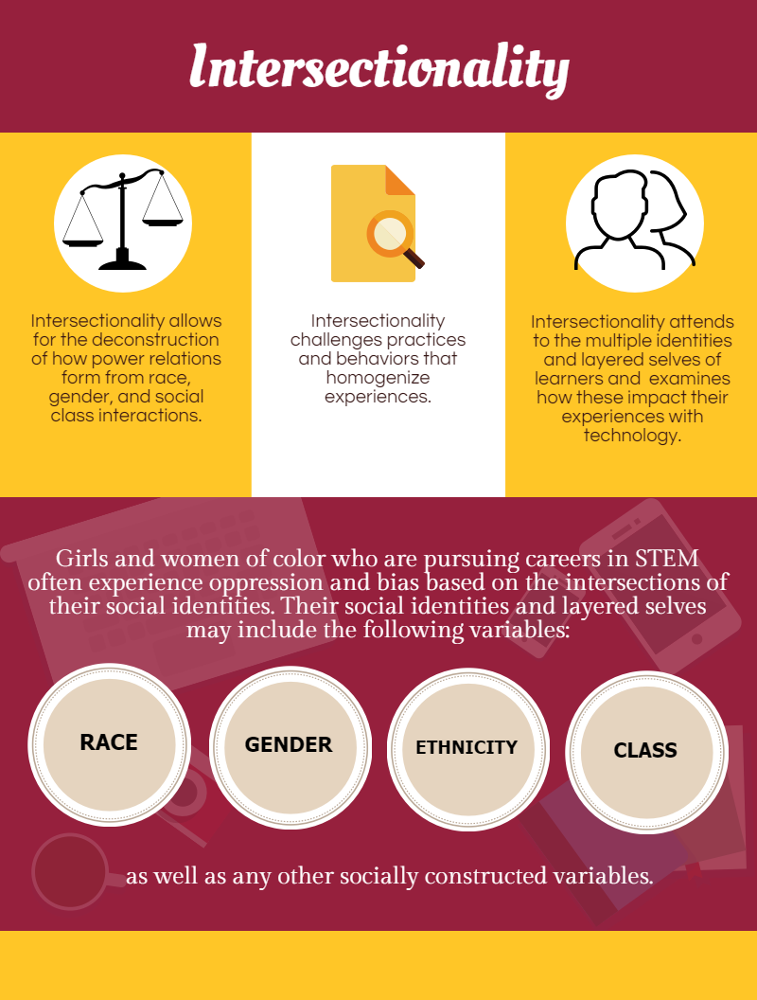 Intersectionality
Intersectionality allows
for the deconstruction
of how power relations
form from race,
gender, and social
class interactions.
Intersectionality
challenges practices
and behaviors that
homogenize
experiences.
Intersectionality attends
to the multiple identities
and layered selves of
learners and  examines
how these impact their
experiences with
technology.
Girls and women of color who are pursuing careers in STEM
often experience oppression and bias based on the intersections of
their social identities. Their social identities and layered selves
may include the following variables:
RACE
GENDER
ETHNICITY
CLASS
as well as any other socially constructed variables.